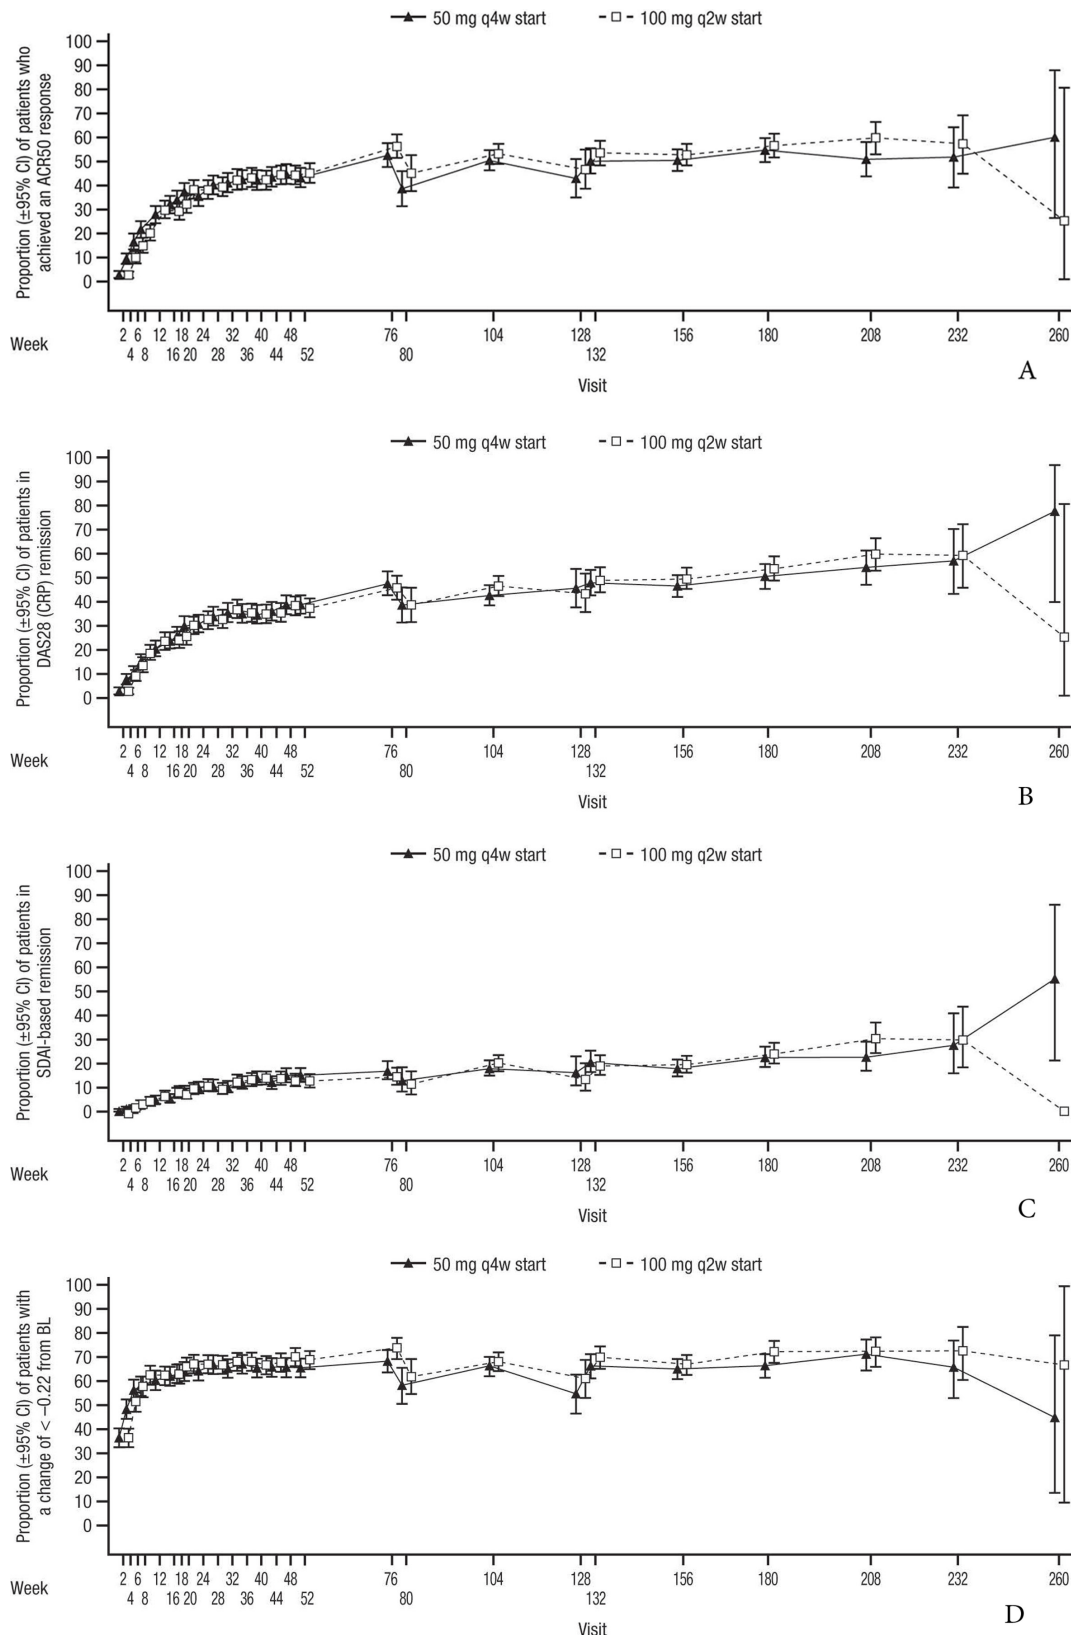 50 mg q4w start 100 mg q2w start
Proportion (±95% CI) of patients who
achieved an ACR50 response
100
90
80
70
60
50
40
30
20
10
0
Week
2 6 12 18 24 32 40 48 76 104 128 156 180 208 232 260
4 8 16 20 28 36 44 52 80 132
Visit
A
50 mg q4w start 100 mg q2w start
Proportion (±95% CI) of patients in
DAS28 (CRP) remission
100
90
80
70
60
50
40
30
20
10
0
Week
2 6 12 18 24 32 40 48 76 104 128 156 180 208 232 260
4 8 16 20 28 36 44 52 80 132
Visit
B
50 mg q4w start 100 mg q2w start
Proportion (±95% CI) of patients in
SDAI-based remission
100
90
80
70
60
50
40
30
20
10
0
Week
2 6 12 18 24 32 40 48 76 104 128 156 180 208 232 260
4 8 16 20 28 36 44 52 80 132
Visit
C
50 mg q4w start 100 mg q2w start
Proportion (±95% CI) of patients with
a change of < −0.22 from BL
100
90
80
70
60
50
40
30
20
10
0
Week
2 6 12 18 24 32 40 48 76 104 128 156 180 208 232 260
4 8 16 20 28 36 44 52 80 132
Visit
D